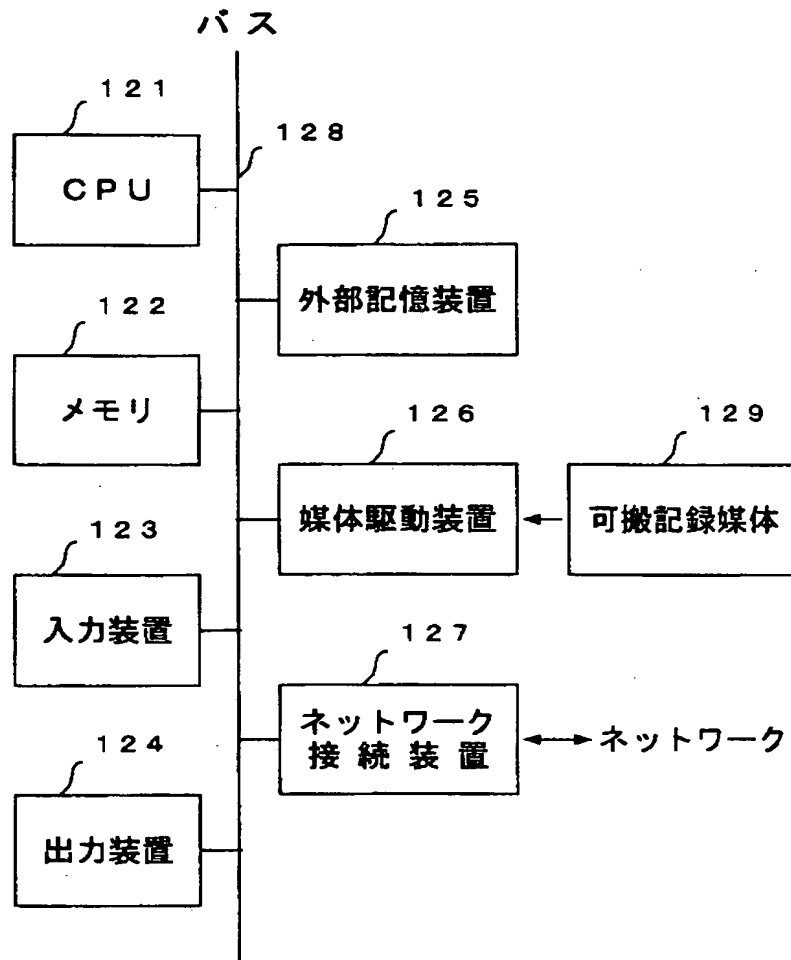 バス
121
128
CPU
125
外部記憶装置
122
メモリ
126
129
媒体駆動装置
可搬記録媒体
123
入力装置
127
ネットワーク
接続装置
ネットワーク
124
出力装置